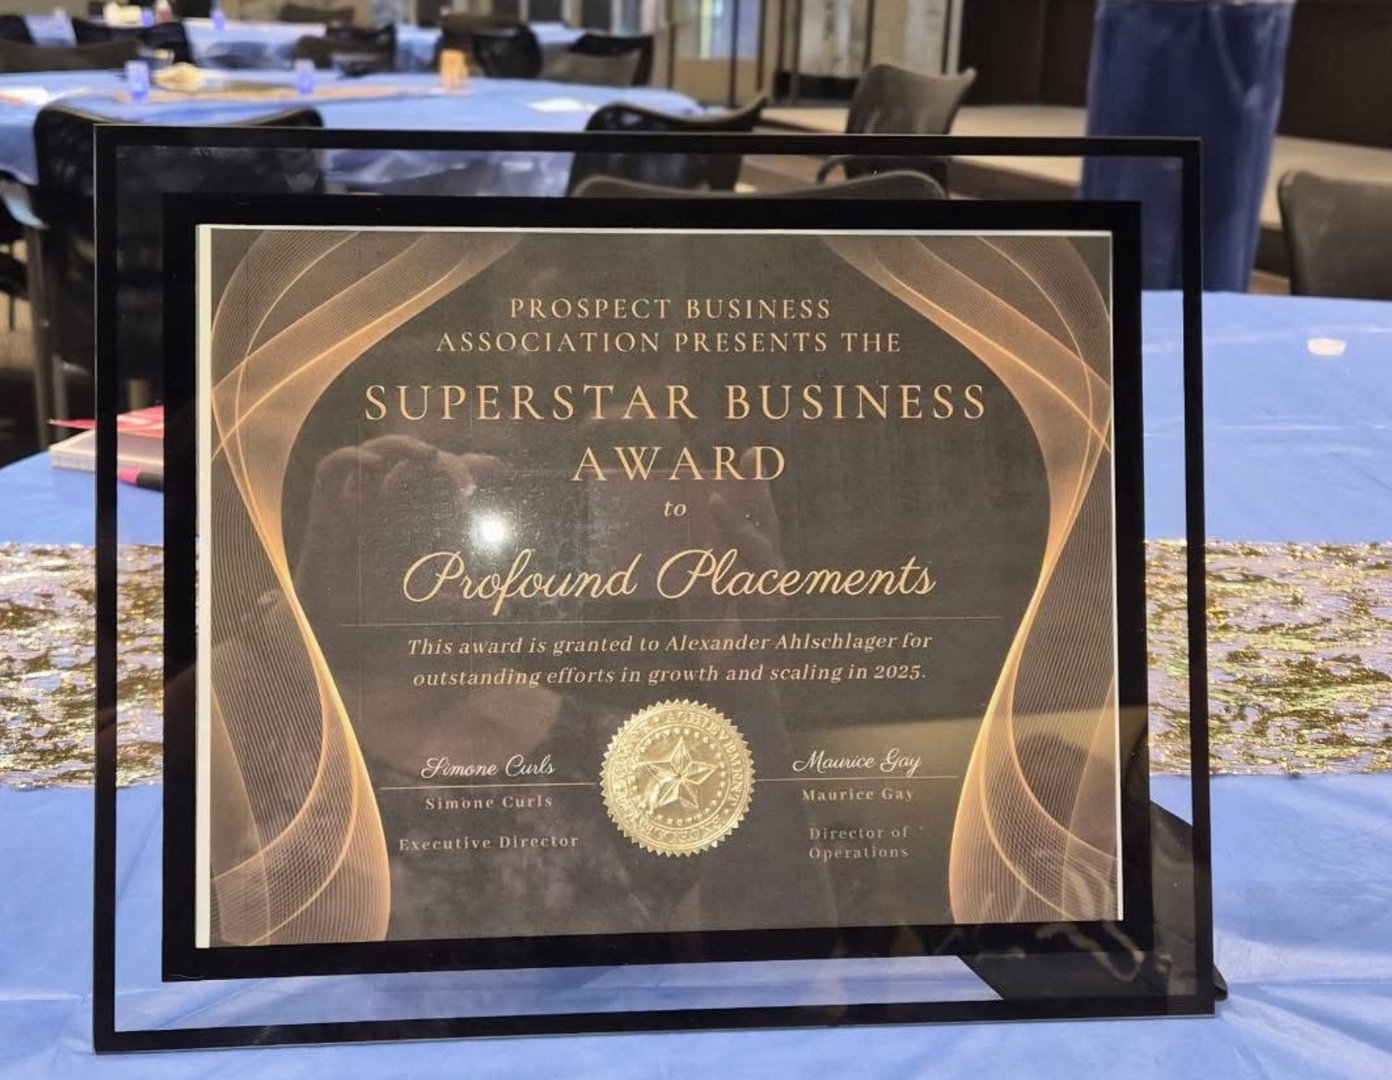 PROSPECT BUSINESS
ASSOCIATION PRESENTS THE
SUPERSTAR BUSINESS
AWARD
to
Profound Placements
This award is granted to Alexander Ahlschlager for
outstanding efforts in growth and scaling in 2025.
ACHIEVEMENT
Simone Curls
Simone Curls
Executive Director
Maurice Gay
Maurice Gay
Director of
Operations